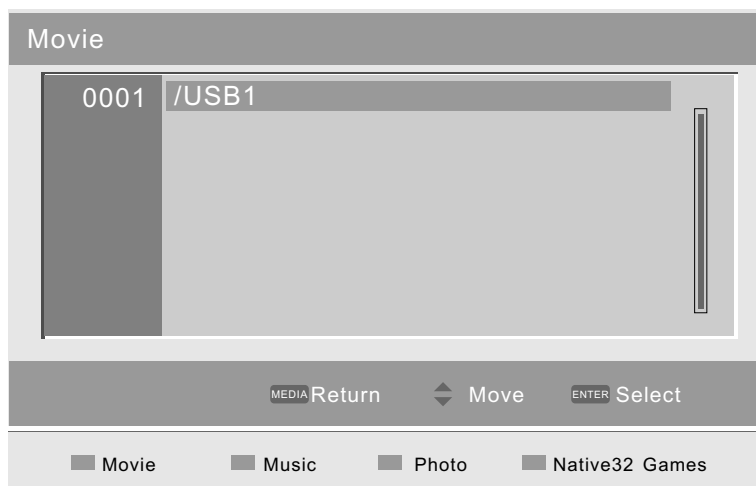 Movie
0001 /USB1
MEDIA Return Move ENTER Select
Movie Music Photo Native32 Games